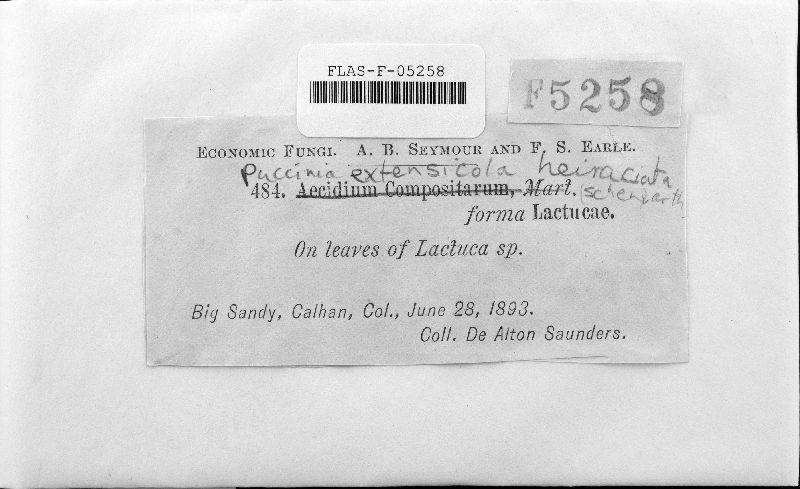 FLAS-F-05258
F5258
ECONOMIC FUNGI. A. B. SEYMOUR AND F. S. EARLE.
Puccinia extensicola heiraciata
484. Aecidium Compositarum, Mart. (Schew
forma Lactucae.
On leaves of Lactuca sp.
Big Sandy, Calhan, Col., June 28, 1893.
Coll. De Alton Saunders.